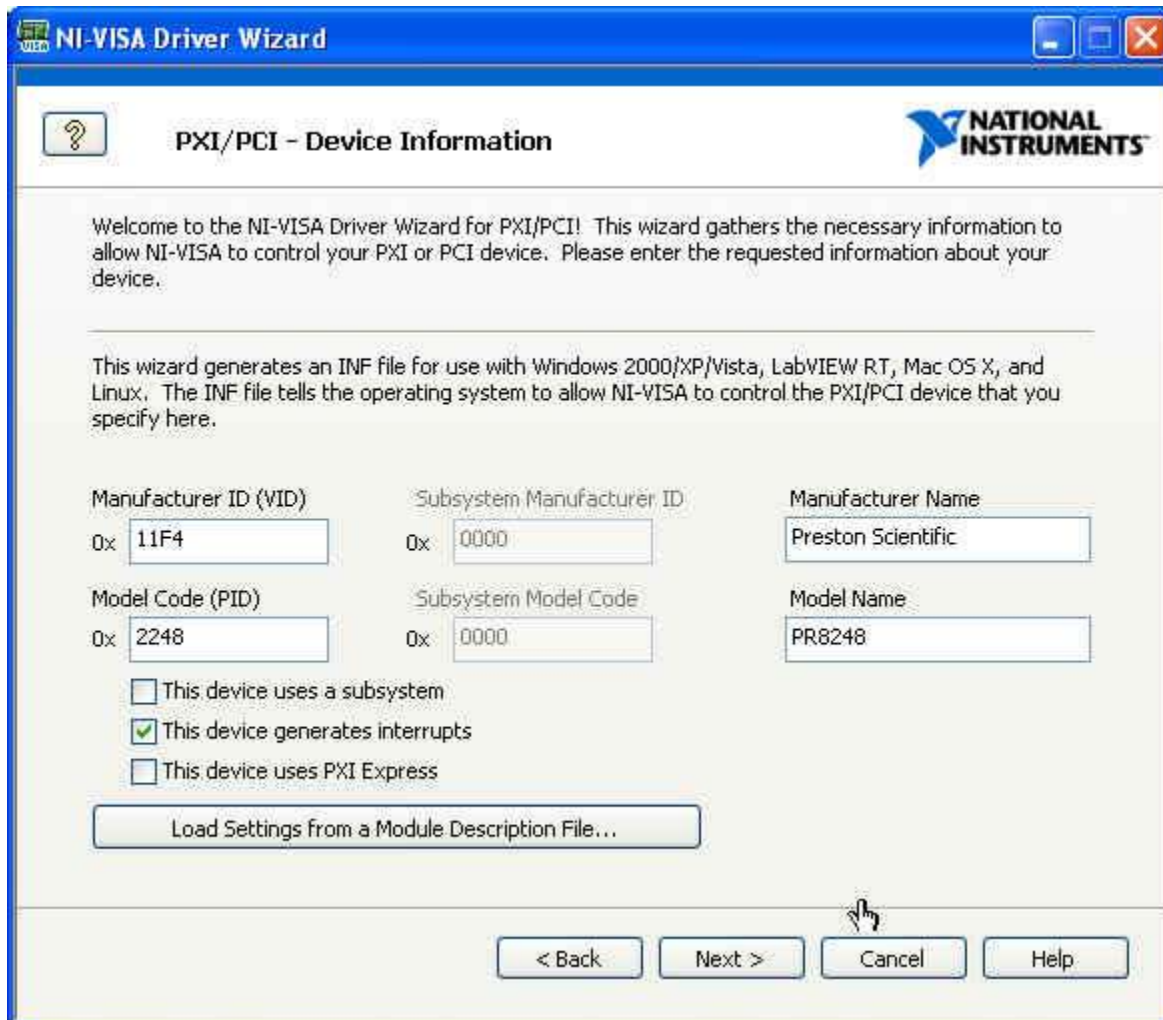 NI-VISA Driver Wizard
PXI/PCI - Device Information
NATIONAL
INSTRUMENTS
Welcome to the NI-VISA Driver Wizard for PXI/PCI! This wizard gathers the necessary information to
allow NI-VISA to control your PXI or PCI device. Please enter the requested information about your
device.
This wizard generates an INF file for use with Windows 2000/XP/Vista, LabVIEW RT, Mac OS X, and
Linux. The INF file tells the operating system to allow NI-VISA to control the PXI/PCI device that you
specify here.
Manufacturer ID (VID) Subsystem Manufacturer ID Manufacturer Name
0x 11F4 0x 0000 Preston Scientific
Model Code (PID) Subsystem Model Code Model Name
0x 2248 0x 0000 PR8248
This device uses a subsystem
This device generates interrupts
This device uses PXI Express
Load Settings from a Module Description File...
< Back Next > Cancel Help